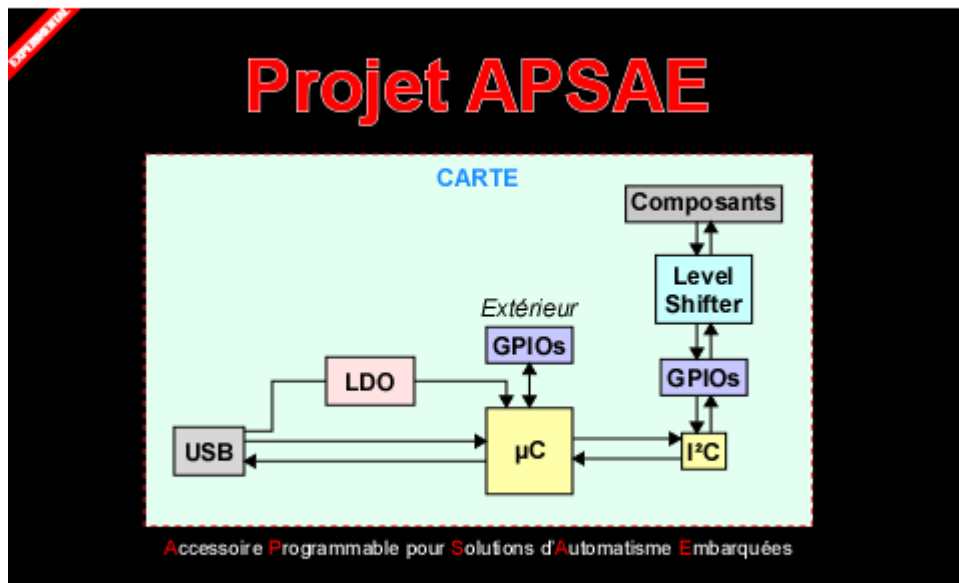 EXPERIMENTAL
Projet APSAE
CARTE
Composants
Level
Shifter
Extérieur
GPIOs
GPIOs
LDO
USB
µC
I²C
Accessoire Programmable pour Solutions d'Automatisme Embarquées